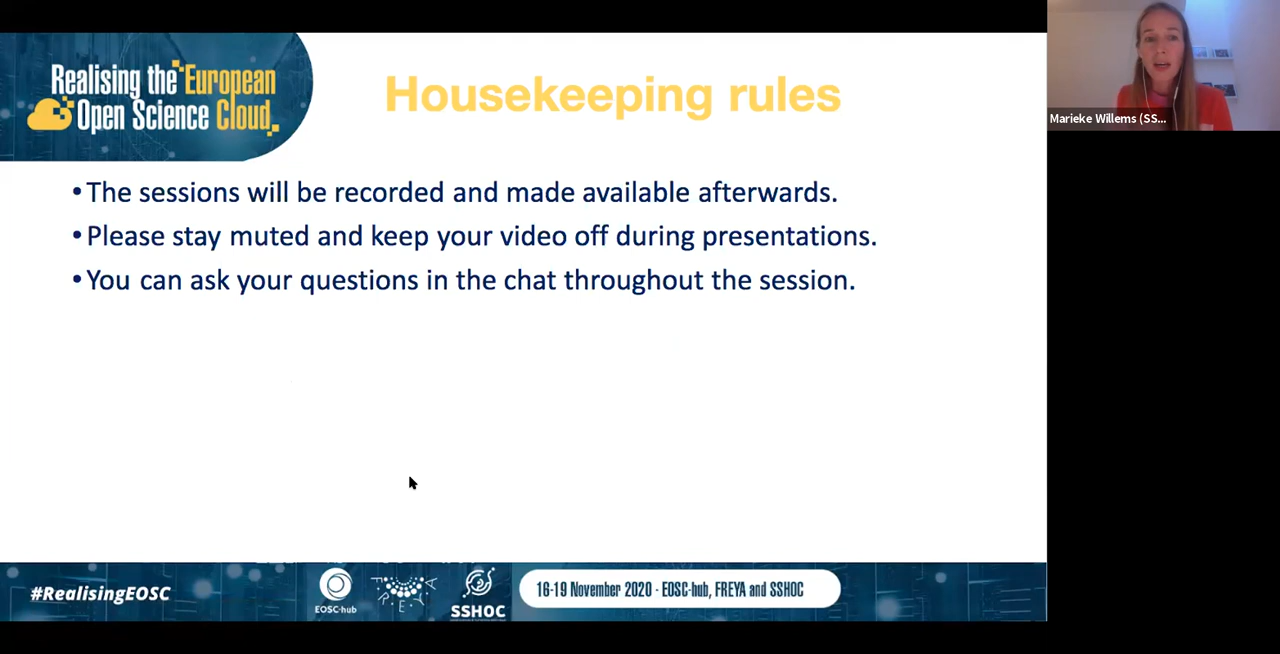 Realising the European
Open Science Cloud
Housekeeping rules
Marieke Willems (SS...
• The sessions will be recorded and made available afterwards.
• Please stay muted and keep your video off during presentations.
• You can ask your questions in the chat throughout the session.
#RealisingEOSC
EOSC-hub
FREYA
SSHOC
16-19 November 2020 - EOSC-hub, FREYA and SSHOC